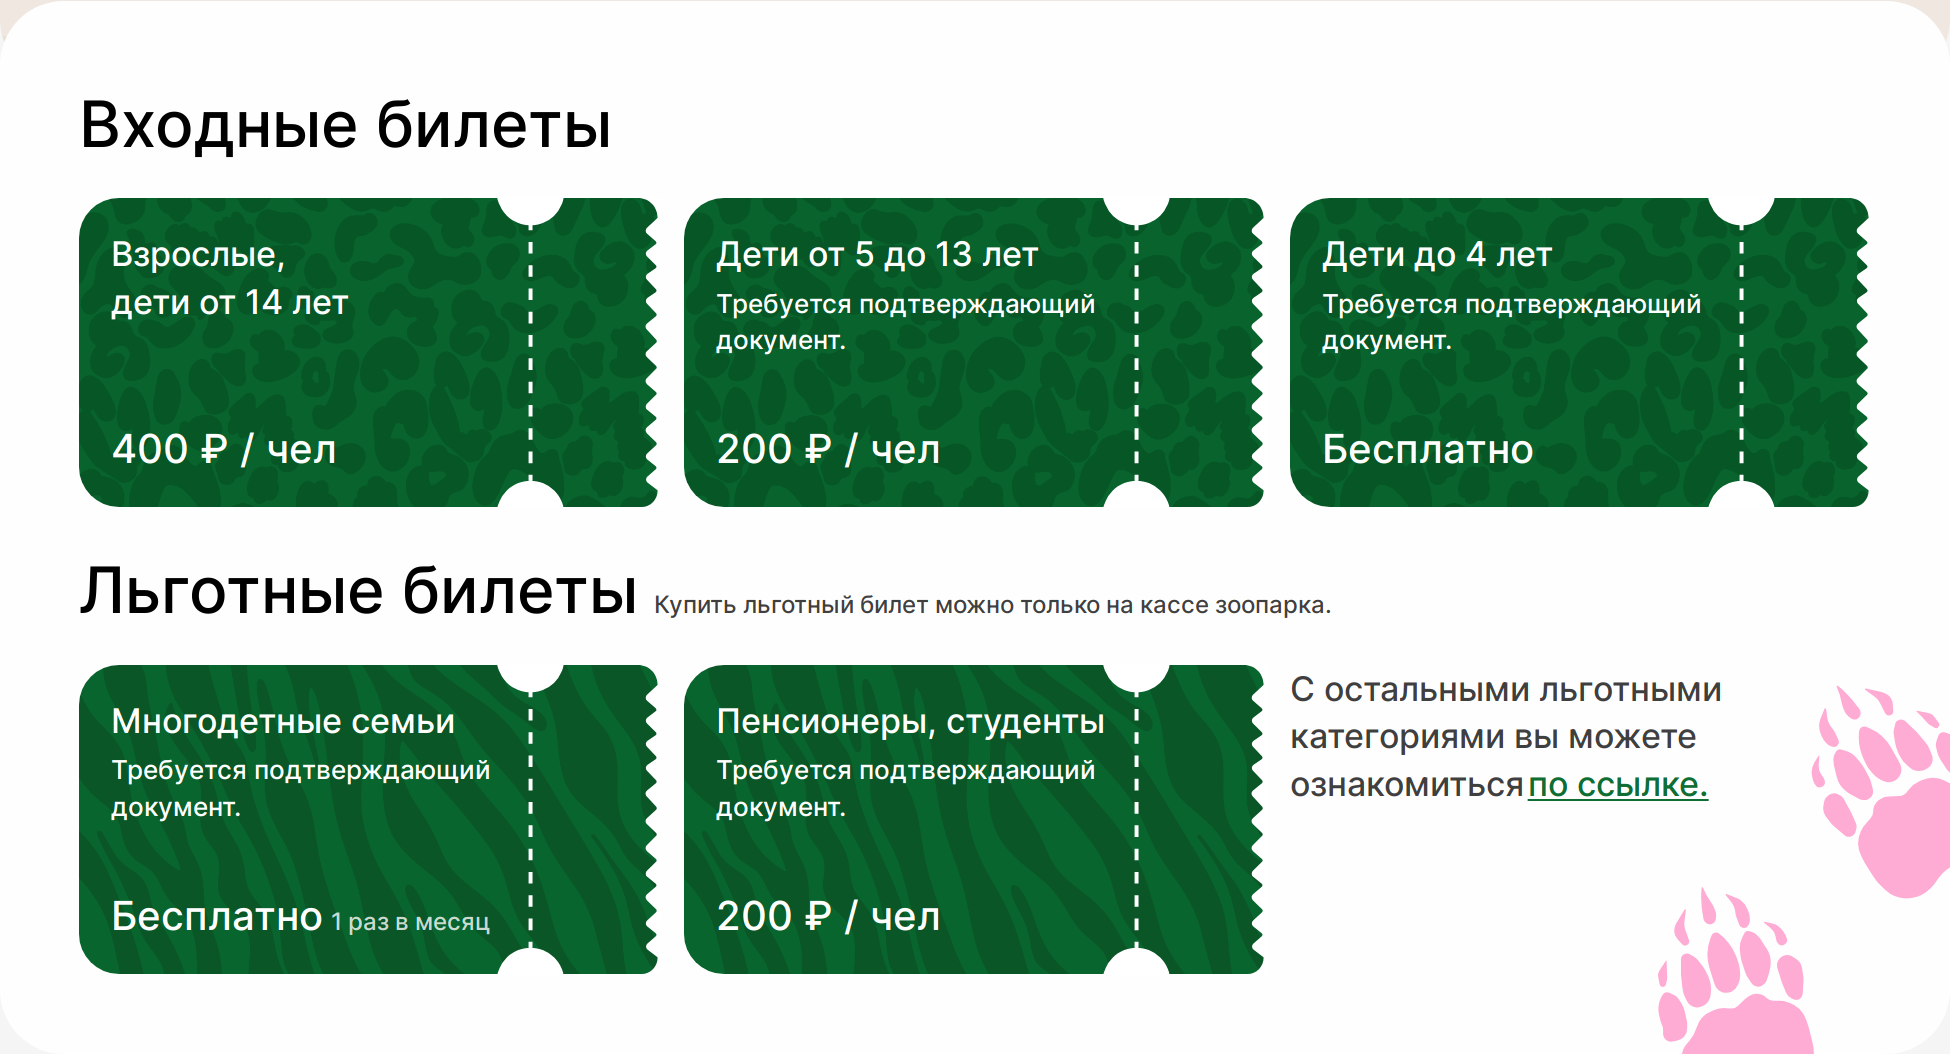 Входные билеты
Взрослые,
дети от 14 лет
400 ₽ / чел
Дети от 5 до 13 лет
Требуется подтверждающий
документ.
200 ₽ / чел
Дети до 4 лет
Требуется подтверждающий
документ.
Бесплатно
Льготные билеты Купить льготный билет можно только на кассе зоопарка.
Многодетные семьи
Требуется подтверждающий
документ.
Бесплатно 1 раз в месяц
Пенсионеры, студенты
Требуется подтверждающий
документ.
200 ₽ / чел
С остальными льготными
категориями вы можете
ознакомиться по ссылке.